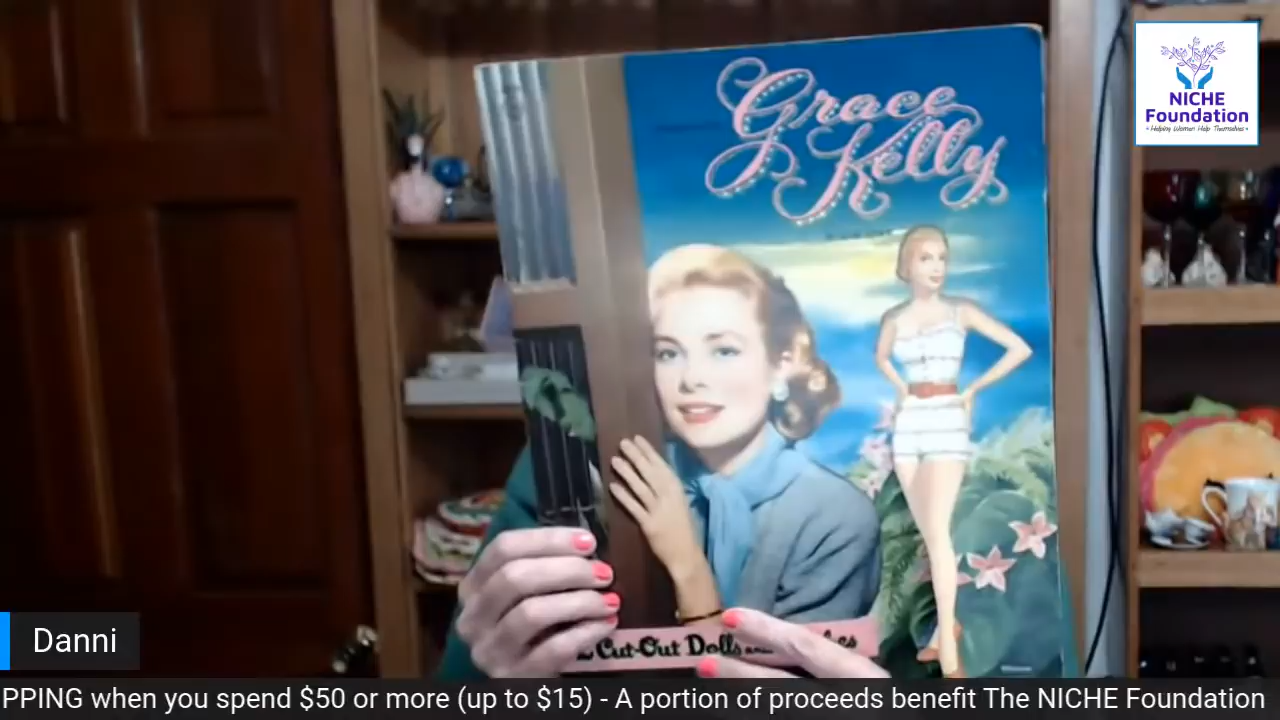 Grace
Kelly
Cut-Out Dolls
NICHE
Foundation
• Helping Women Help Themselves •
Danni
PPING when you spend $50 or more (up to $15) - A portion of proceeds benefit The NICHE Foundation